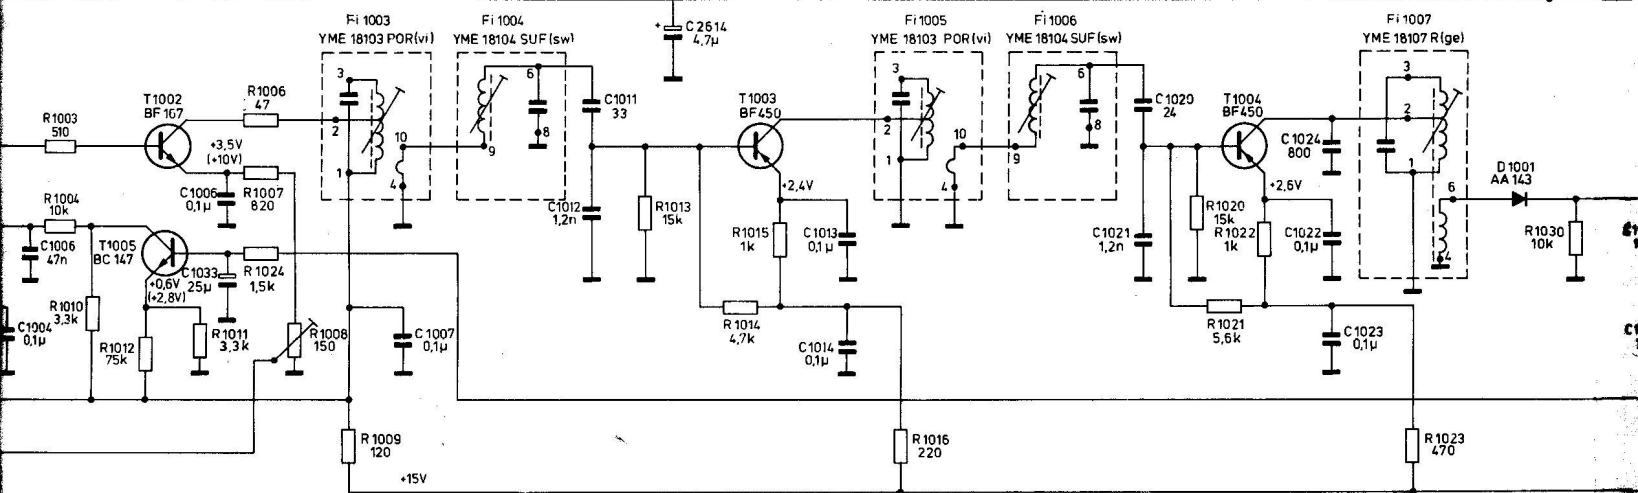 Fi 1003
YME 18103 POR(vi)
Fi 1004
YME 18104 SUF(sw)
+
C 2614
4,7µ
Fi 1005
YME 18103 POR(vi)
Fi 1006
YME 18104 SUF(sw)
Fi 1007
YME 18107 R(ge)
R1003
510
T1002
BF 167
R1006
47
3
2
1
10
4
6
8
9
C1011
33
T1003
BF450
3
2
1
10
4
6
8
9
C1020
24
T1004
BF450
C1024
800
3
2
1
6
4
D1001
AA 143
+3,5V
(+10V)
C1006
0,1µ
R1007
820
R1004
10k
C1006
47n
T1005
BC 147
+0,6V
(+2,8V)
C1033
25µ
R1024
1,5k
C1012
1,2n
R1013
15k
+2,4V
R1015
1k
C1013
0,1µ
C1021
1,2n
R1020
15k
R1022
1k
+2,6V
C1022
0,1µ
R1030
10k
C1004
0,1µ
R1010
3,3k
R1012
75k
R1011
3,3k
R1008
150
C1007
0,1µ
R1014
4,7k
C1014
0,1µ
R1021
5,6k
C1023
0,1µ
R1009
120
+15V
R1016
220
R1023
470